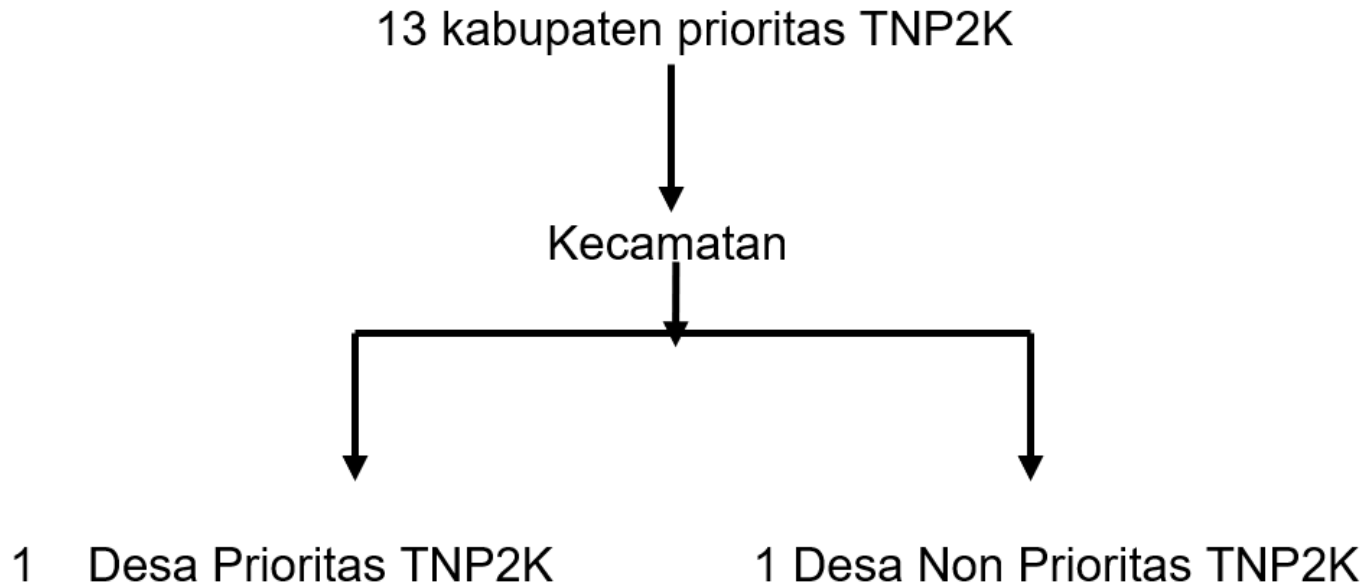 13 kabupaten prioritas TNP2K
Kecamatan
1 Desa Prioritas TNP2K
1 Desa Non Prioritas TNP2K